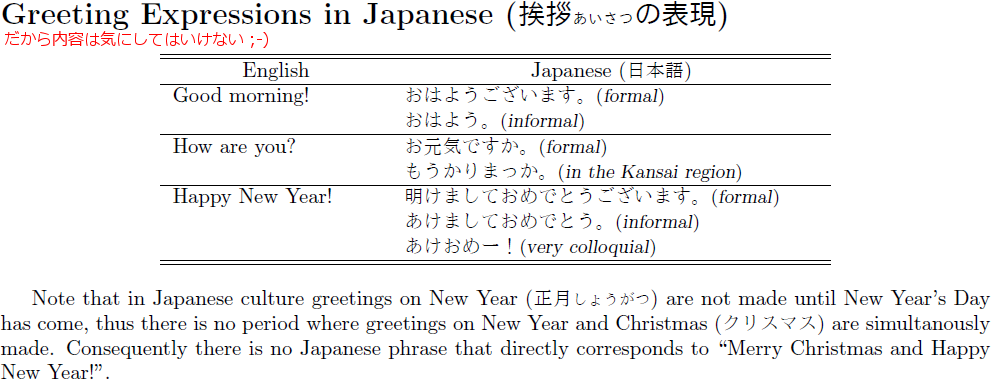 Greeting Expressions in Japanese (挨拶あいさつの表現)
だから内容は気にしてはいけない ;-)
English Japanese (日本語)
Good morning! おはようございます。(formal)
おはよう。(informal)
How are you? お元気ですか。(formal)
もうかりまっか。(in the Kansai region)
Happy New Year! 明けましておめでとうございます。(formal)
あけましておめでとう。(informal)
あけおめー！(very colloquial)
Note that in Japanese culture greetings on New Year (正月しょうがつ) are not made until New Year's Day
has come, thus there is no period where greetings on New Year and Christmas (クリスマス) are simultanously
made. Consequently there is no Japanese phrase that directly corresponds to “Merry Christmas and Happy
New Year!”.